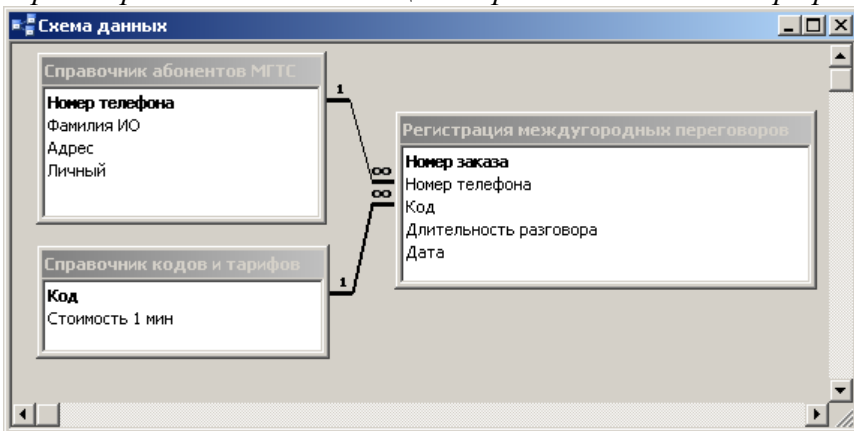 Схема данных
Справочник абонентов МГТС
Номер телефона
Фамилия ИО
Адрес
Личный
1
∞
Регистрация междугородных переговоров
Номер заказа
Номер телефона
Код
Длительность разговора
Дата
∞
Справочник кодов и тарифов
Код
Стоимость 1 мин
1